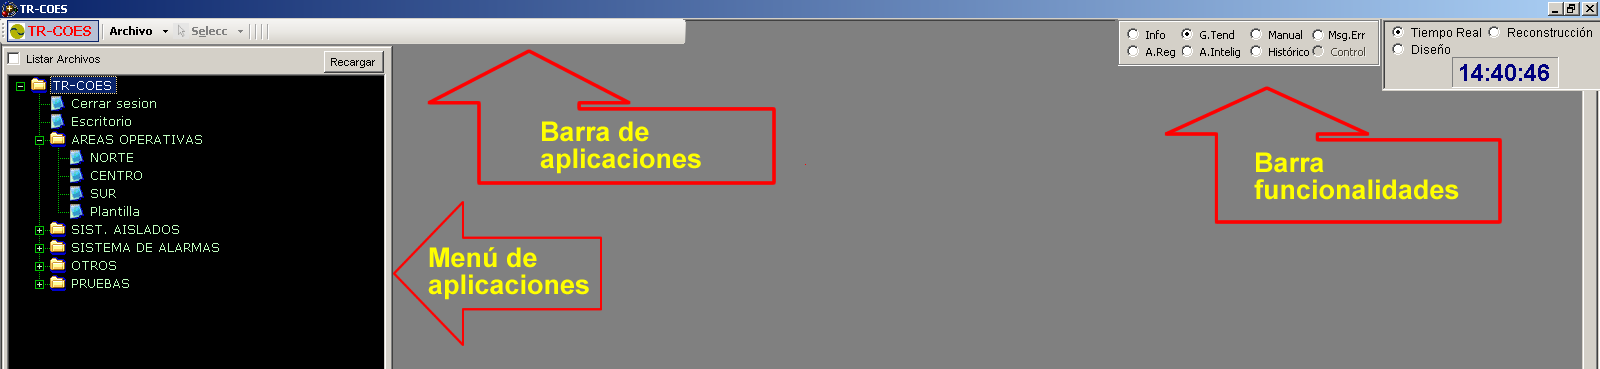 TR-COES
TR-COES Archivo Selecc
Listar Archivos
Recargar
TR-COES
Cerrar sesion
Escritorio
AREAS OPERATIVAS
NORTE
CENTRO
SUR
Plantilla
SIST. AISLADOS
SISTEMA DE ALARMAS
OTROS
PRUEBAS
Barra de
aplicaciones
Menú de
aplicaciones
Info G.Tend Manual Msg.Err
A.Reg A.Intelig Histórico Control
Tiempo Real Reconstrucción
Diseño
14:40:46
Barra
funcionalidades